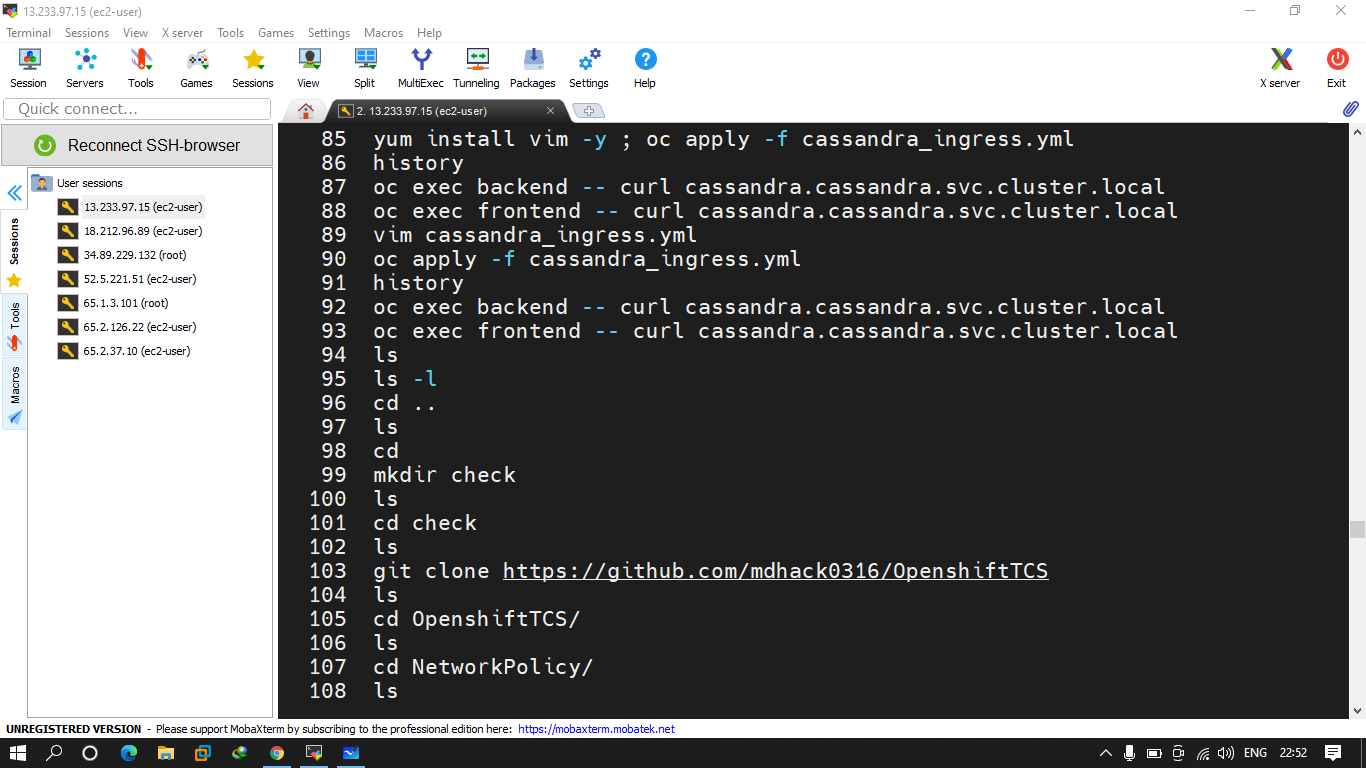 13.233.97.15 (ec2-user)
Terminal Sessions View X server Tools Games Settings Macros Help
Session Servers Tools Games Sessions View Split MultiExec Tunneling Packages Settings Help X server Exit
Quick connect...
2. 13.233.97.15 (ec2-user)
Reconnect SSH-browser
User sessions
13.233.97.15 (ec2-user)
18.212.96.89 (ec2-user)
34.89.229.132 (root)
52.5.221.51 (ec2-user)
65.1.3.101 (root)
65.2.126.22 (ec2-user)
65.2.37.10 (ec2-user)
Sessions
Tools
Macros
85 yum install vim -y ; oc apply -f cassandra_ingress.yml
86 history
87 oc exec backend -- curl cassandra.cassandra.svc.cluster.local
88 oc exec frontend -- curl cassandra.cassandra.svc.cluster.local
89 vim cassandra_ingress.yml
90 oc apply -f cassandra_ingress.yml
91 history
92 oc exec backend -- curl cassandra.cassandra.svc.cluster.local
93 oc exec frontend -- curl cassandra.cassandra.svc.cluster.local
94 ls
95 ls -l
96 cd ..
97 ls
98 cd
99 mkdir check
100 ls
101 cd check
102 ls
103 git clone https://github.com/mdhack0316/OpenshiftTCS
104 ls
105 cd OpenshiftTCS/
106 ls
107 cd NetworkPolicy/
108 ls
UNREGISTERED VERSION - Please support MobaXterm by subscribing to the professional edition here: https://mobaxterm.mobatek.net
ENG 22:52